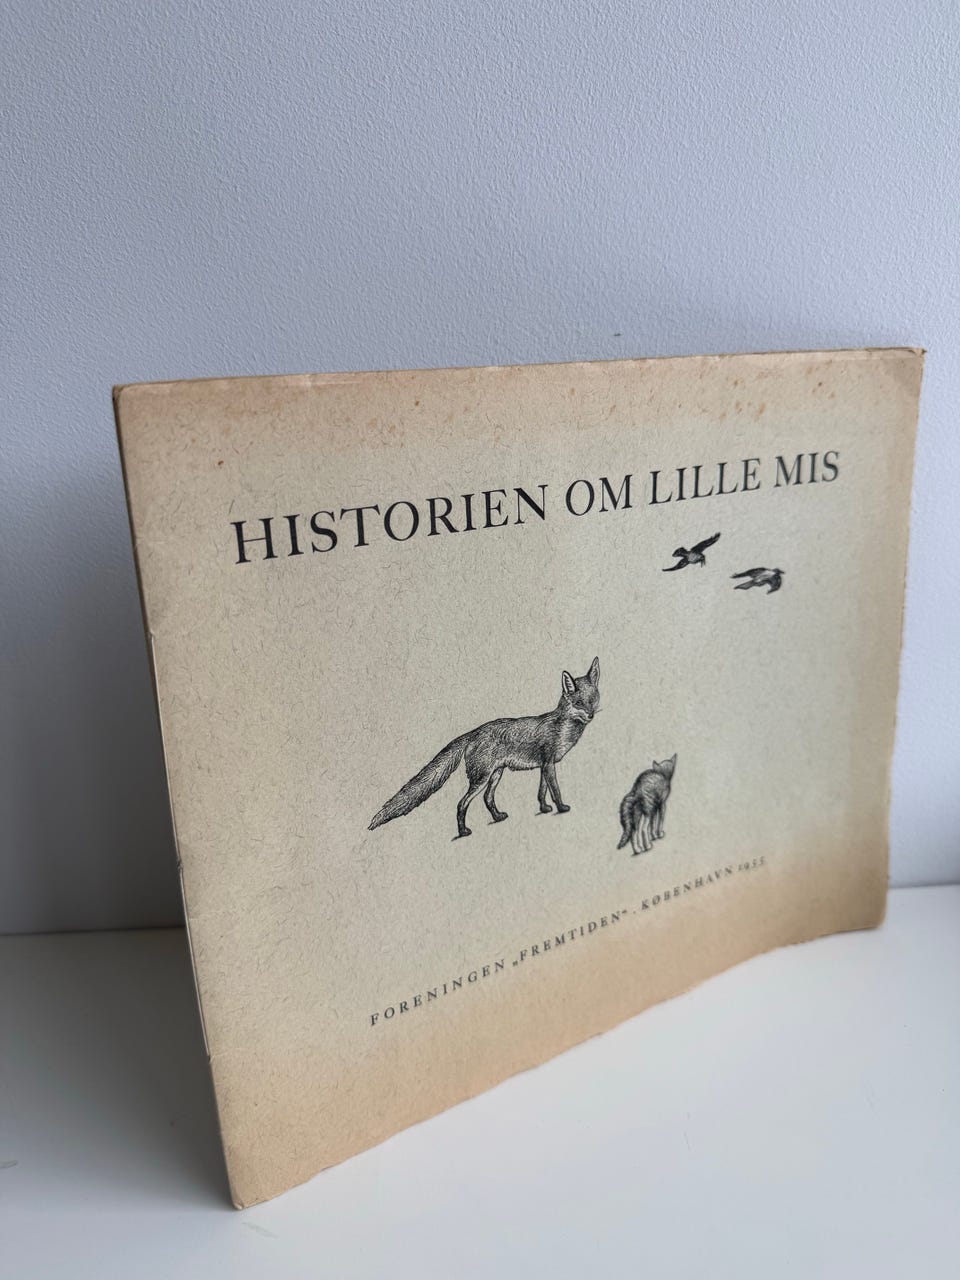 HISTORIEN OM LILLE MIS
FORENINGEN „FREMTIDEN“ . KØBENHAVN 1955